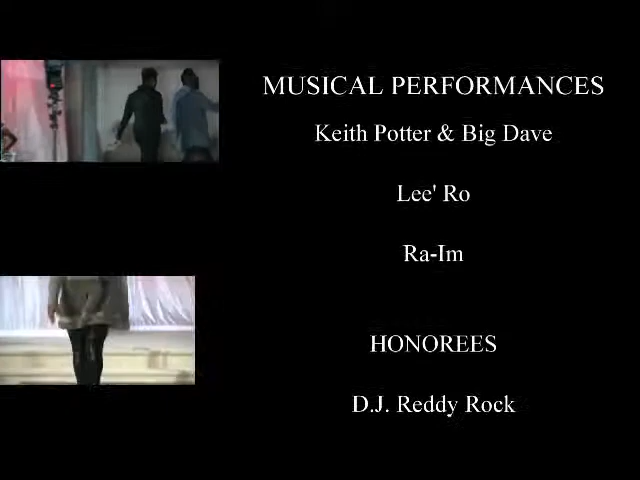 MUSICAL PERFORMANCES
Keith Potter & Big Dave
Lee' Ro
Ra-Im
HONOREES
D.J. Reddy Rock